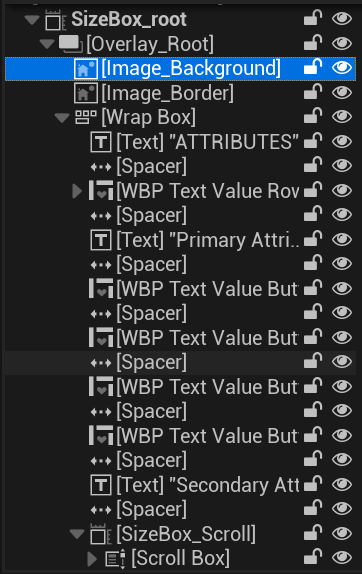 SizeBox_root
[Overlay_Root]
[Image_Background]
[Image_Border]
[Wrap Box]
[Text] "ATTRIBUTES"
[Spacer]
[WBP Text Value Row
[Spacer]
[Text] "Primary Attri..
[Spacer]
[WBP Text Value But
[Spacer]
[WBP Text Value But
[Spacer]
[WBP Text Value But
[Spacer]
[WBP Text Value But
[Spacer]
[Text] "Secondary Att
[Spacer]
[SizeBox_Scroll]
[Scroll Box]